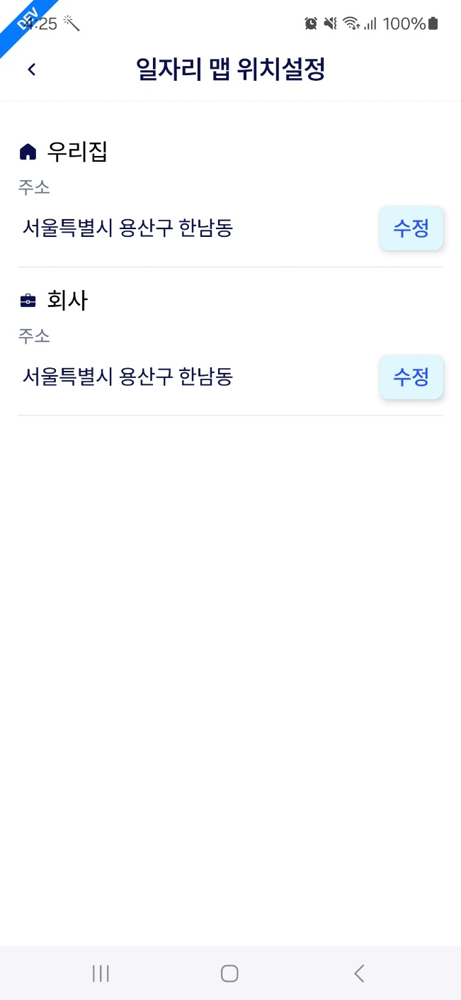 DEV
4:25
100%
일자리 맵 위치설정
우리집
주소
서울특별시 용산구 한남동
수정
회사
주소
서울특별시 용산구 한남동
수정